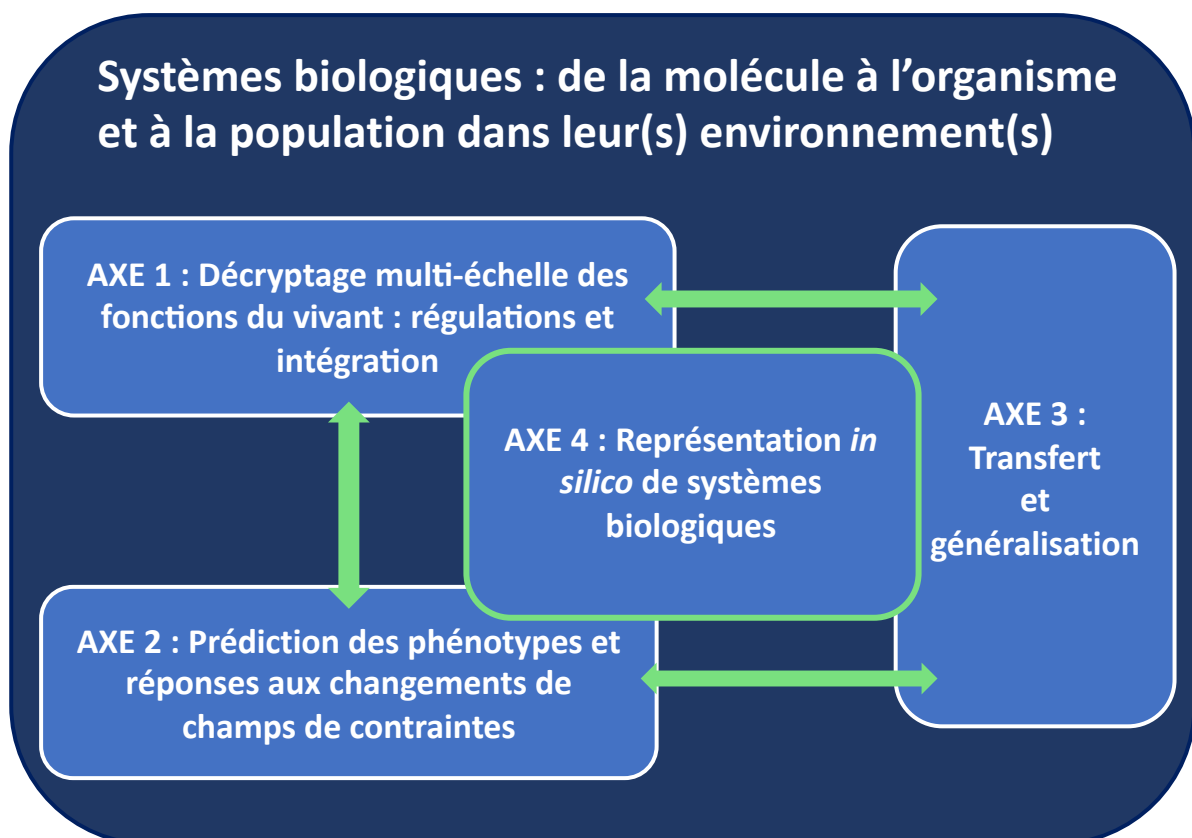 Systèmes biologiques : de la molécule à l’organisme
et à la population dans leur(s) environnement(s)
AXE 1 : Décryptage multi-échelle des
fonctions du vivant : régulations et
intégration
AXE 4 : Représentation in
silico de systèmes
biologiques
AXE 3 :
Transfert
et
généralisation
AXE 2 : Prédiction des phénotypes et
réponses aux changements de
champs de contraintes